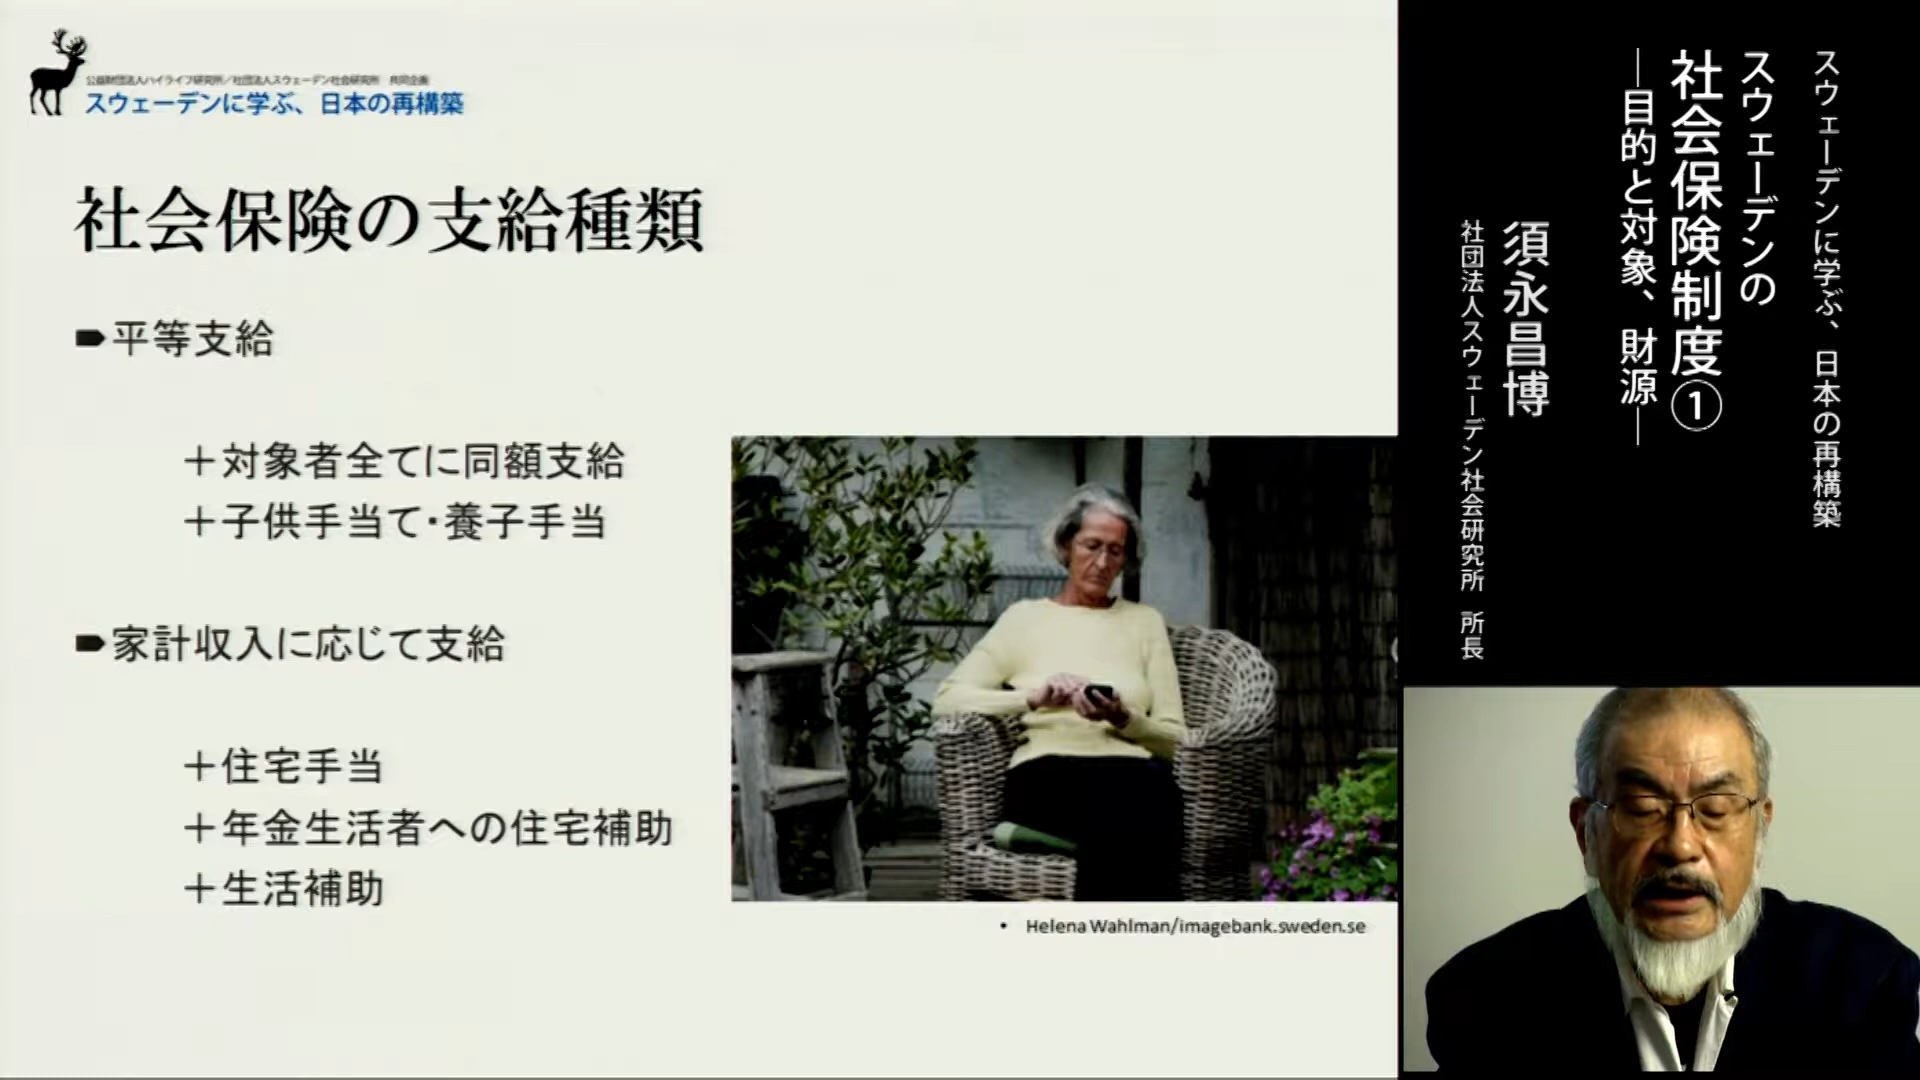 公益財団法人ハイライフ研究所／社団法人スウェーデン社会研究所　共同企画
スウェーデンに学ぶ、日本の再構築
社会保険の支給種類
平等支給
＋対象者全てに同額支給
＋子供手当て・養子手当
家計収入に応じて支給
＋住宅手当
＋年金生活者への住宅補助
＋生活補助
• Helena Wahlman/imagebank.sweden.se
スウェーデンに学ぶ、日本の再構築
スウェーデンの
社会保険制度①
―目的と対象、財源―
須永昌博
社団法人スウェーデン社会研究所　所長